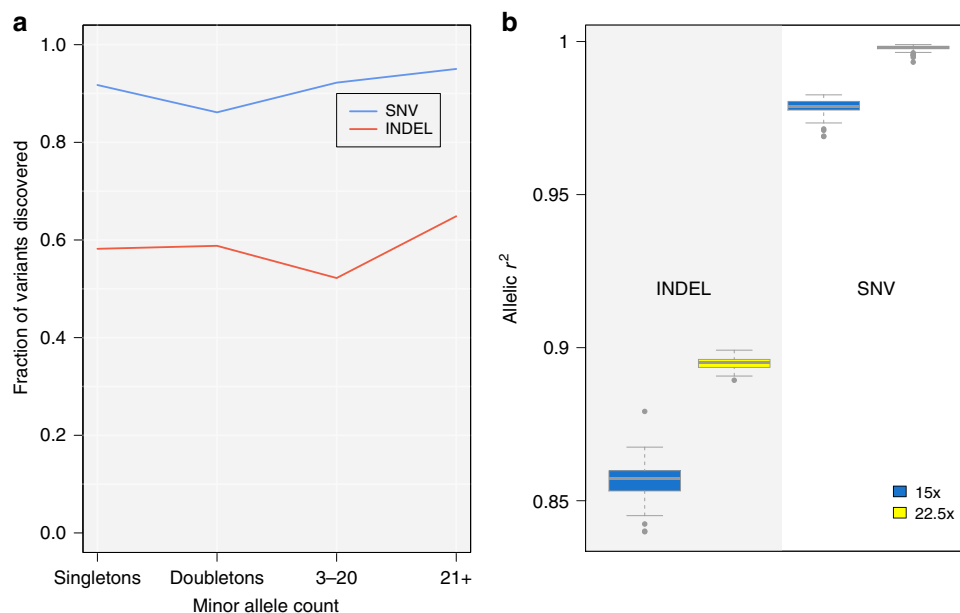 a
1.0
0.8
0.6
0.4
0.2
0.0
Fraction of variants discovered
SNV
INDEL
Singletons
Doubletons
3–20
21+
Minor allele count
b
1
0.95
0.9
0.85
Allelic r²
INDEL
SNV
15x
22.5x